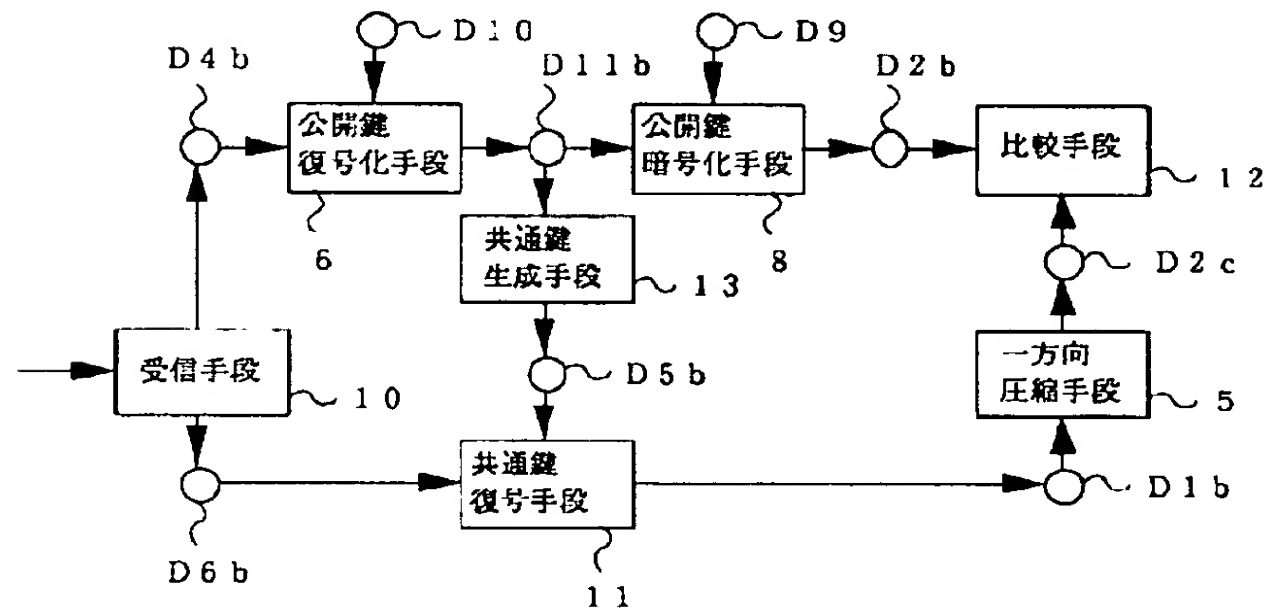 D10
D9
D4b
D11b
D2b
公開鍵
復号化手段
公開鍵
暗号化手段
比較手段
12
6
共通鍵
生成手段
8
13
D2c
受信手段
10
D5b
一方向
圧縮手段
5
共通鍵
復号手段
D1b
D6b
11